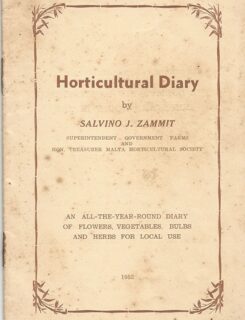 Horticultural Diary
by
SALVINO J. ZAMMIT
SUPERINTENDENT GOVERNMENT FARMS
AND
HON. TREASURER MALTA HORTICULTURAL SOCIETY
AN ALL-THE-YEAR-ROUND DIARY
OF FLOWERS, VEGETABLES, BULBS
AND HERBS FOR LOCAL USE